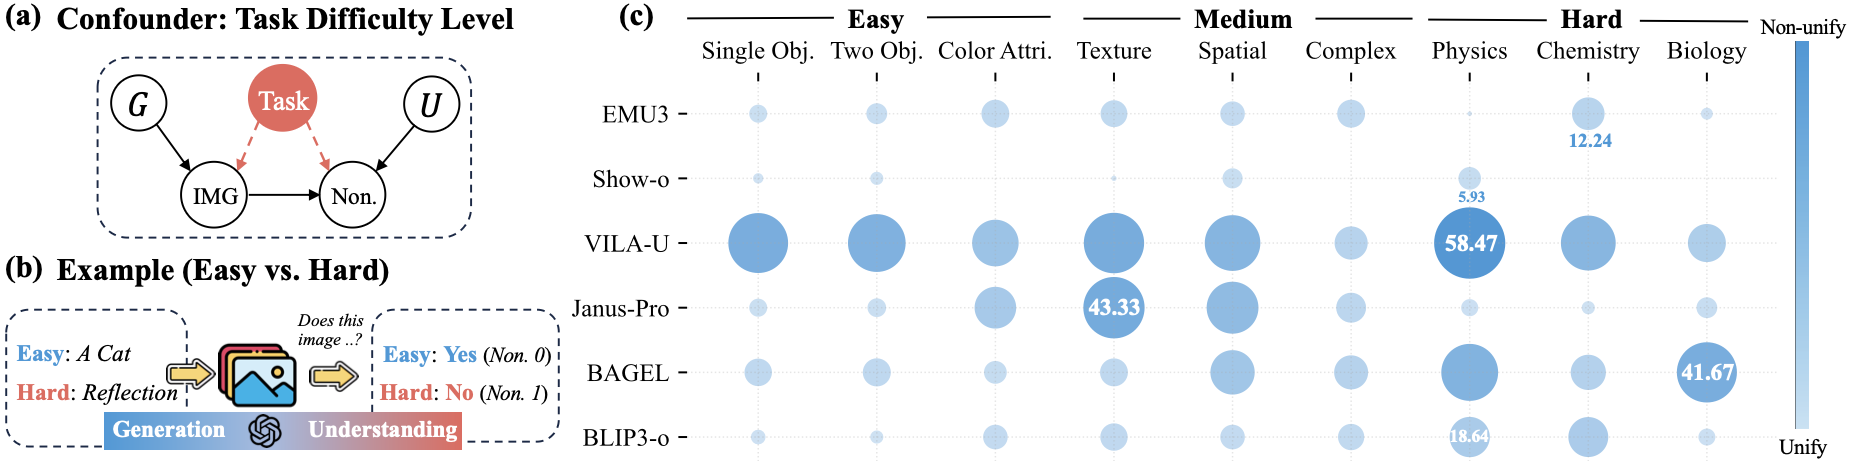 (a) Confounder: Task Difficulty Level
G
Task
U
IMG
Non.
(b) Example (Easy vs. Hard)
Easy: A Cat
Hard: Reflection
Does this
image ..?
Easy: Yes (Non. 0)
Hard: No (Non. 1)
Generation
Understanding
(c)
Easy
Medium
Hard
Single Obj.
Two Obj.
Color Attri.
Texture
Spatial
Complex
Physics
Chemistry
Biology
EMU3
12.24
Show-o
5.93
VILA-U
58.47
Janus-Pro
43.33
BAGEL
41.67
BLIP3-o
18.64
Non-unify
Unify